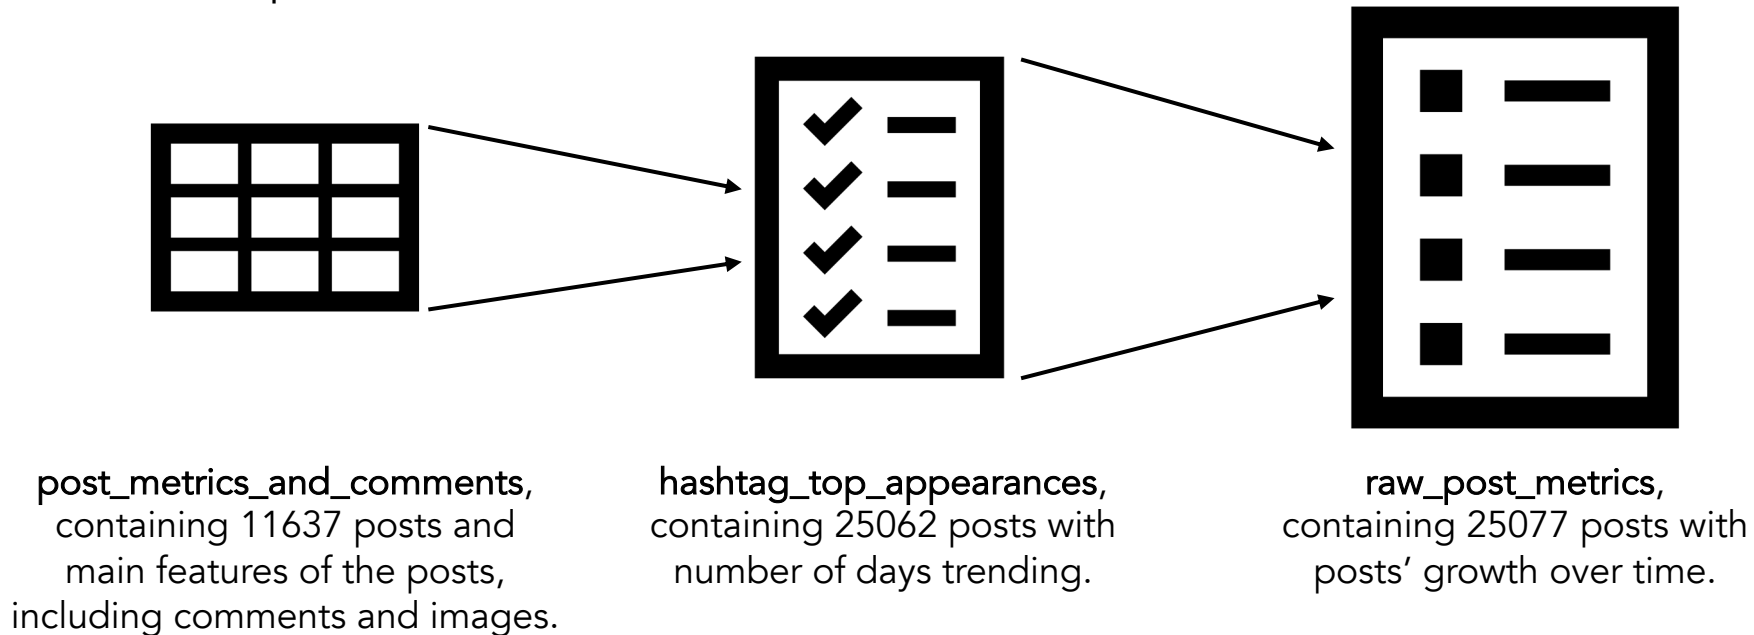 post_metrics_and_comments,
containing 11637 posts and
main features of the posts,
including comments and images.
hashtag_top_appearances,
containing 25062 posts with
number of days trending.
raw_post_metrics,
containing 25077 posts with
posts’ growth over time.